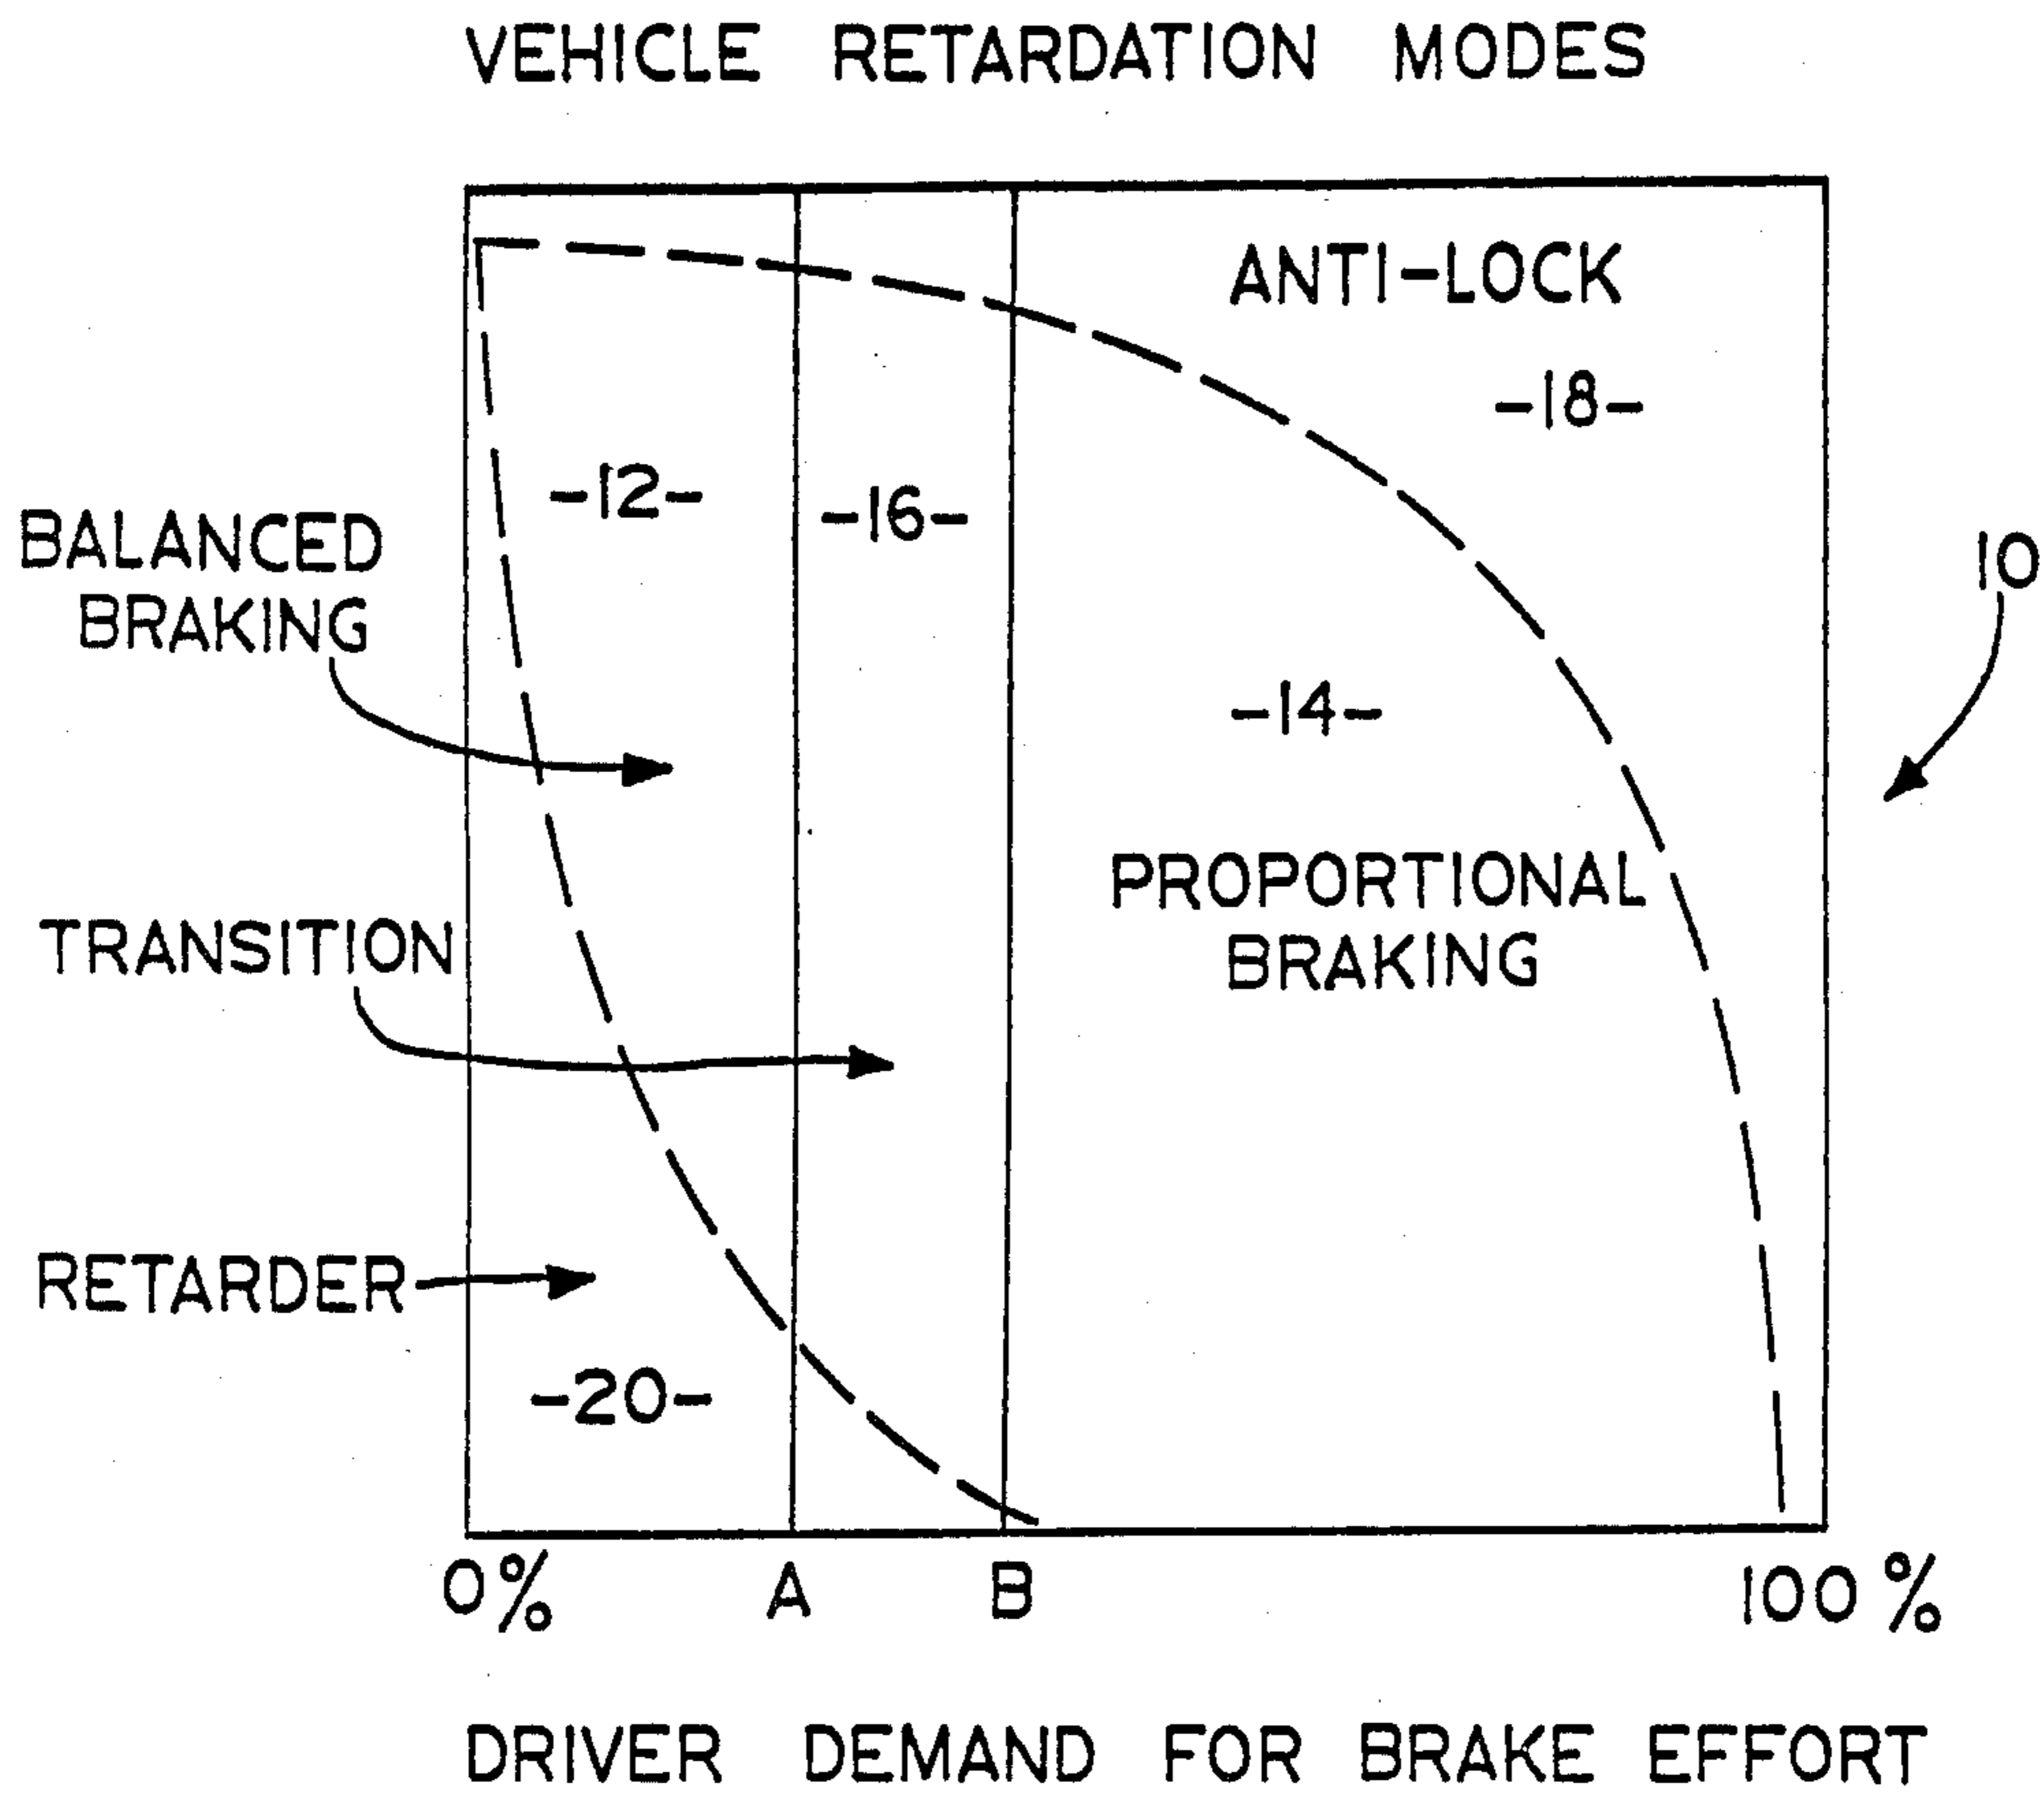 VEHICLE RETARDATION MODES
ANTI-LOCK
-18-
-12-
-16-
BALANCED
BRAKING
10
-14-
PROPORTIONAL
BRAKING
TRANSITION
RETARDER
-20-
0% A B 100%
DRIVER DEMAND FOR BRAKE EFFORT